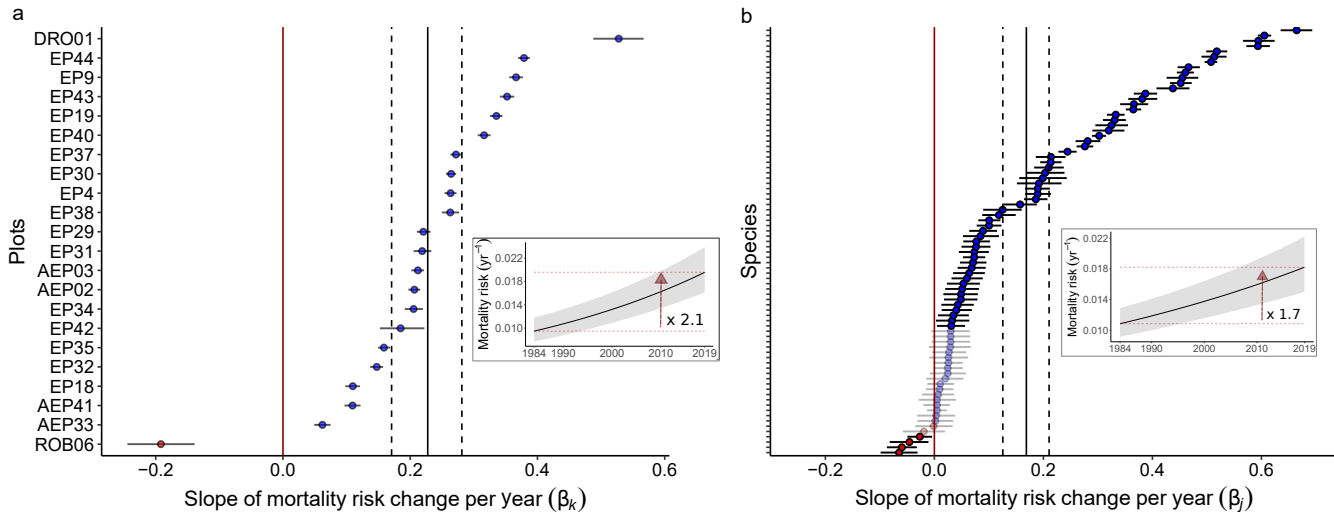 a
DRO01
EP44
EP9
EP43
EP19
EP40
EP37
EP30
EP4
EP38
EP29
EP31
AEP03
AEP02
EP34
EP42
EP35
EP32
EP18
AEP41
AEP33
ROB06
Plots
−0.2 0.0 0.2 0.4 0.6
Slope of mortality risk change per year (βk)
Mortality risk (yr−1)
0.022
0.018
0.014
0.010
x 2.1
1984 1990 2000 2010 2019
b
Species
−0.2 0.0 0.2 0.4 0.6
Slope of mortality risk change per year (βj)
Mortality risk (yr−1)
0.022
0.018
0.014
0.010
x 1.7
1984 1990 2000 2010 2019